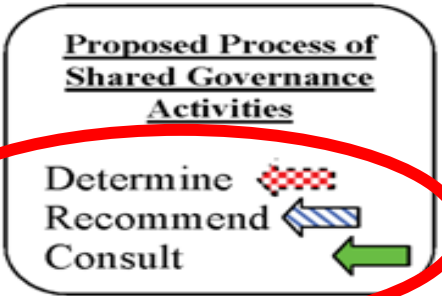 Proposed Process of
Shared Governance
Activities
Determine
Recommend
Consult